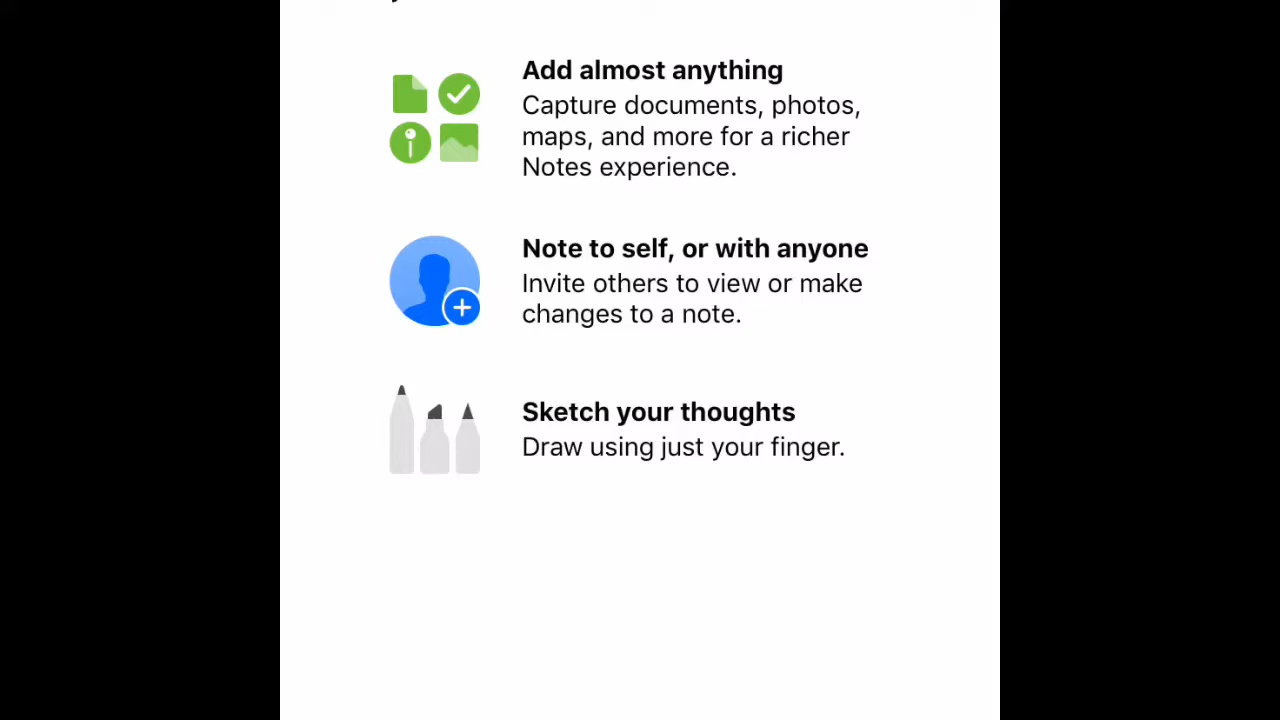 Add almost anything
Capture documents, photos,
maps, and more for a richer
Notes experience.
Note to self, or with anyone
Invite others to view or make
changes to a note.
Sketch your thoughts
Draw using just your finger.